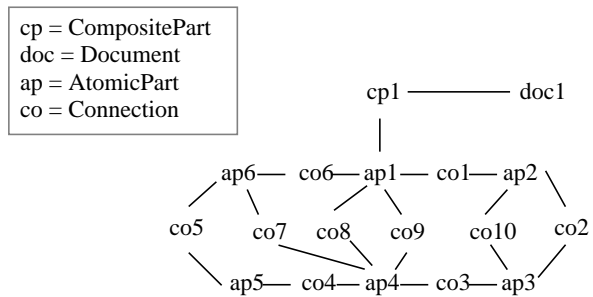 cp = CompositePart
doc = Document
ap = AtomicPart
co = Connection
cp1 doc1
ap6 co6 ap1 co1 ap2
co5 co7 co8 co9 co10 co2
ap5 co4 ap4 co3 ap3